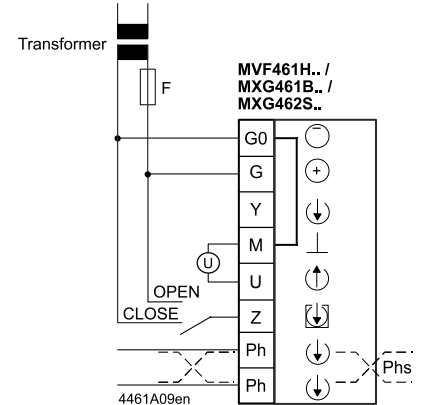 Transformer
F
MVF461H.. /
MXG461B.. /
MXG462S..
G0
G
Y
M
U
U
OPEN
CLOSE
Z
Ph
Phs
Ph
4461A09en